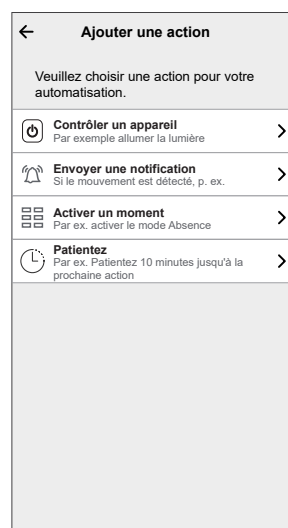 Ajouter une action
Veuillez choisir une action pour votre
automatisation.
Contrôler un appareil
Par exemple allumer la lumière
Envoyer une notification
Si le mouvement est détecté, p. ex.
Activer un moment
Par ex. activer le mode Absence
Patientez
Par ex. Patientez 10 minutes jusqu'à la
prochaine action